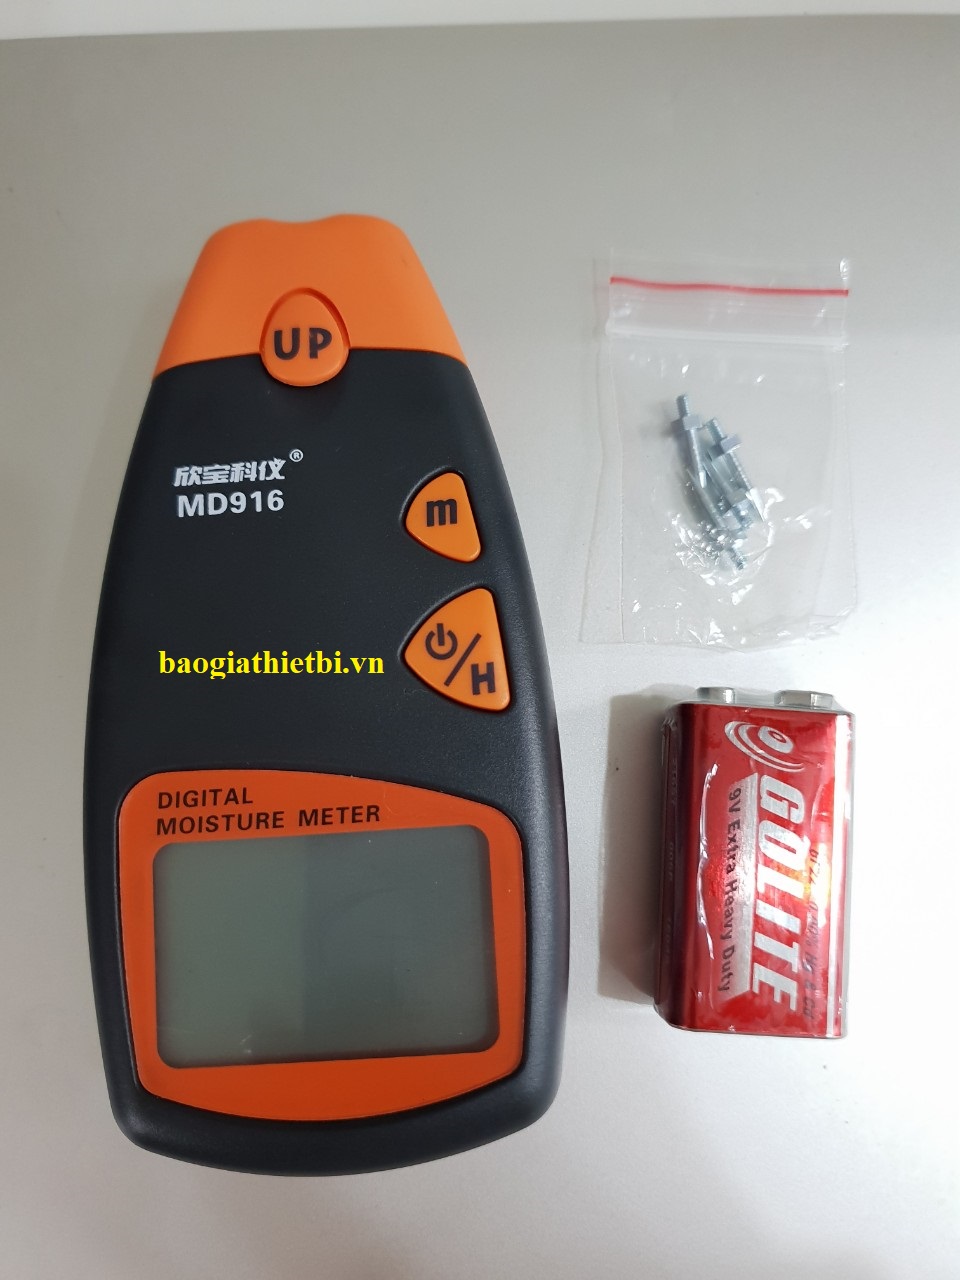 UP
欣宝科仪®
MD916
m
/H
baogiathietbi.vn
DIGITAL
MOISTURE METER
GOLITE
9V Extra Heavy Duty